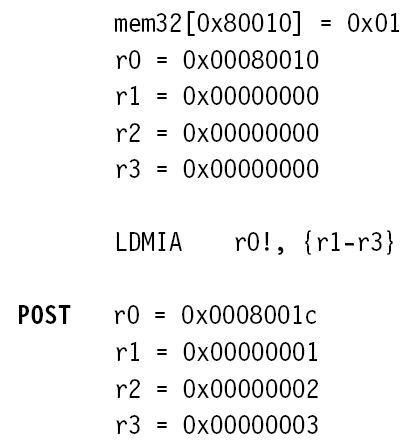 mem32[0x80010] = 0x01
r0 = 0x00080010
r1 = 0x00000000
r2 = 0x00000000
r3 = 0x00000000
LDMIA r0!, {r1-r3}
POST r0 = 0x0008001c
r1 = 0x00000001
r2 = 0x00000002
r3 = 0x00000003